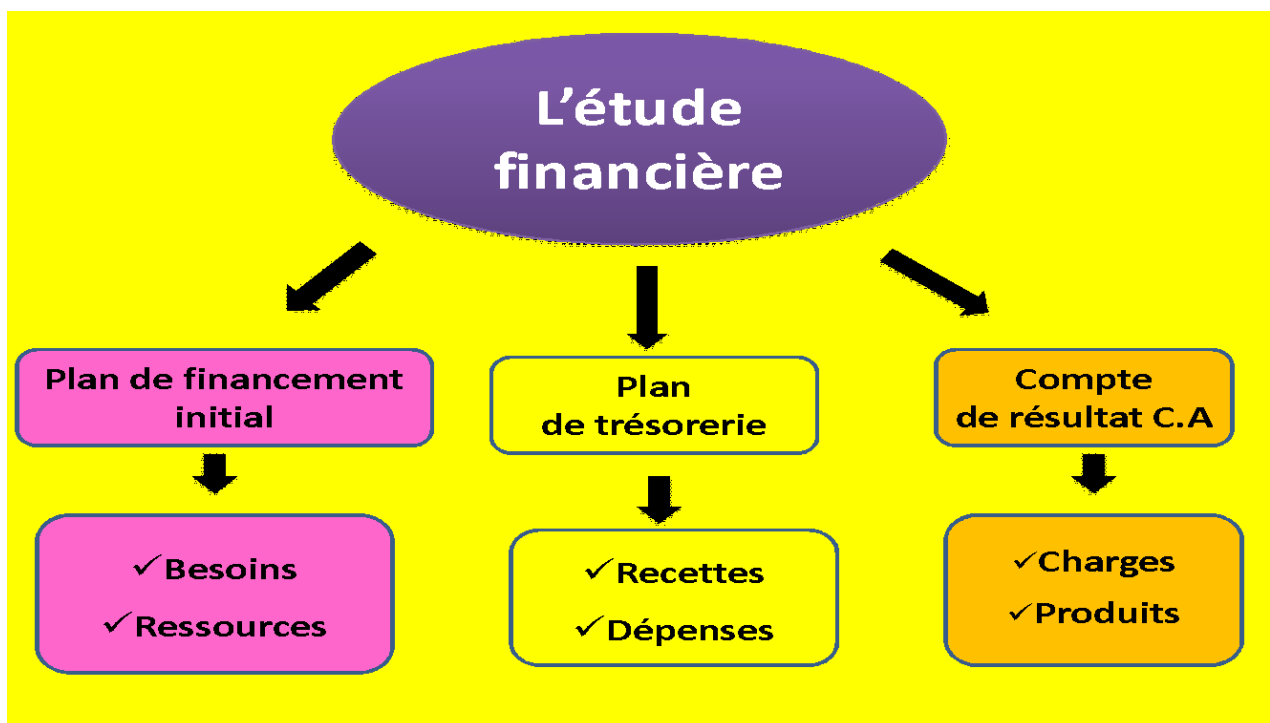 L’étude
financière
Plan de financement
initial
Plan
de trésorerie
Compte
de résultat C.A
✓Besoins
✓Ressources
✓Recettes
✓Dépenses
✓Charges
✓Produits